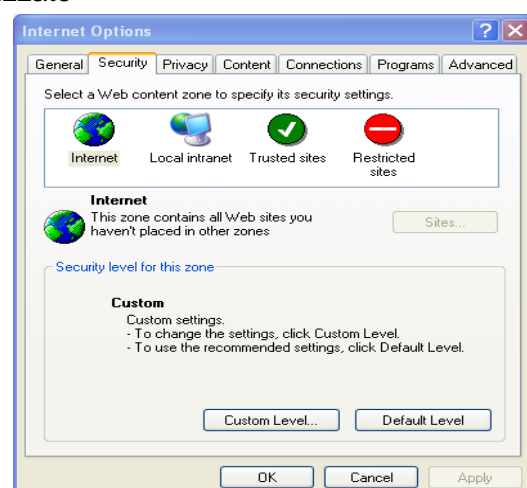 Internet Options
General Security Privacy Content Connections Programs Advanced
Select a Web content zone to specify its security settings.
Internet Local intranet Trusted sites Restricted sites
Internet
This zone contains all Web sites you
haven't placed in other zones
Sites...
Security level for this zone
Custom
Custom settings.
- To change the settings, click Custom Level.
- To use the recommended settings, click Default Level.
Custom Level... Default Level
OK Cancel Apply